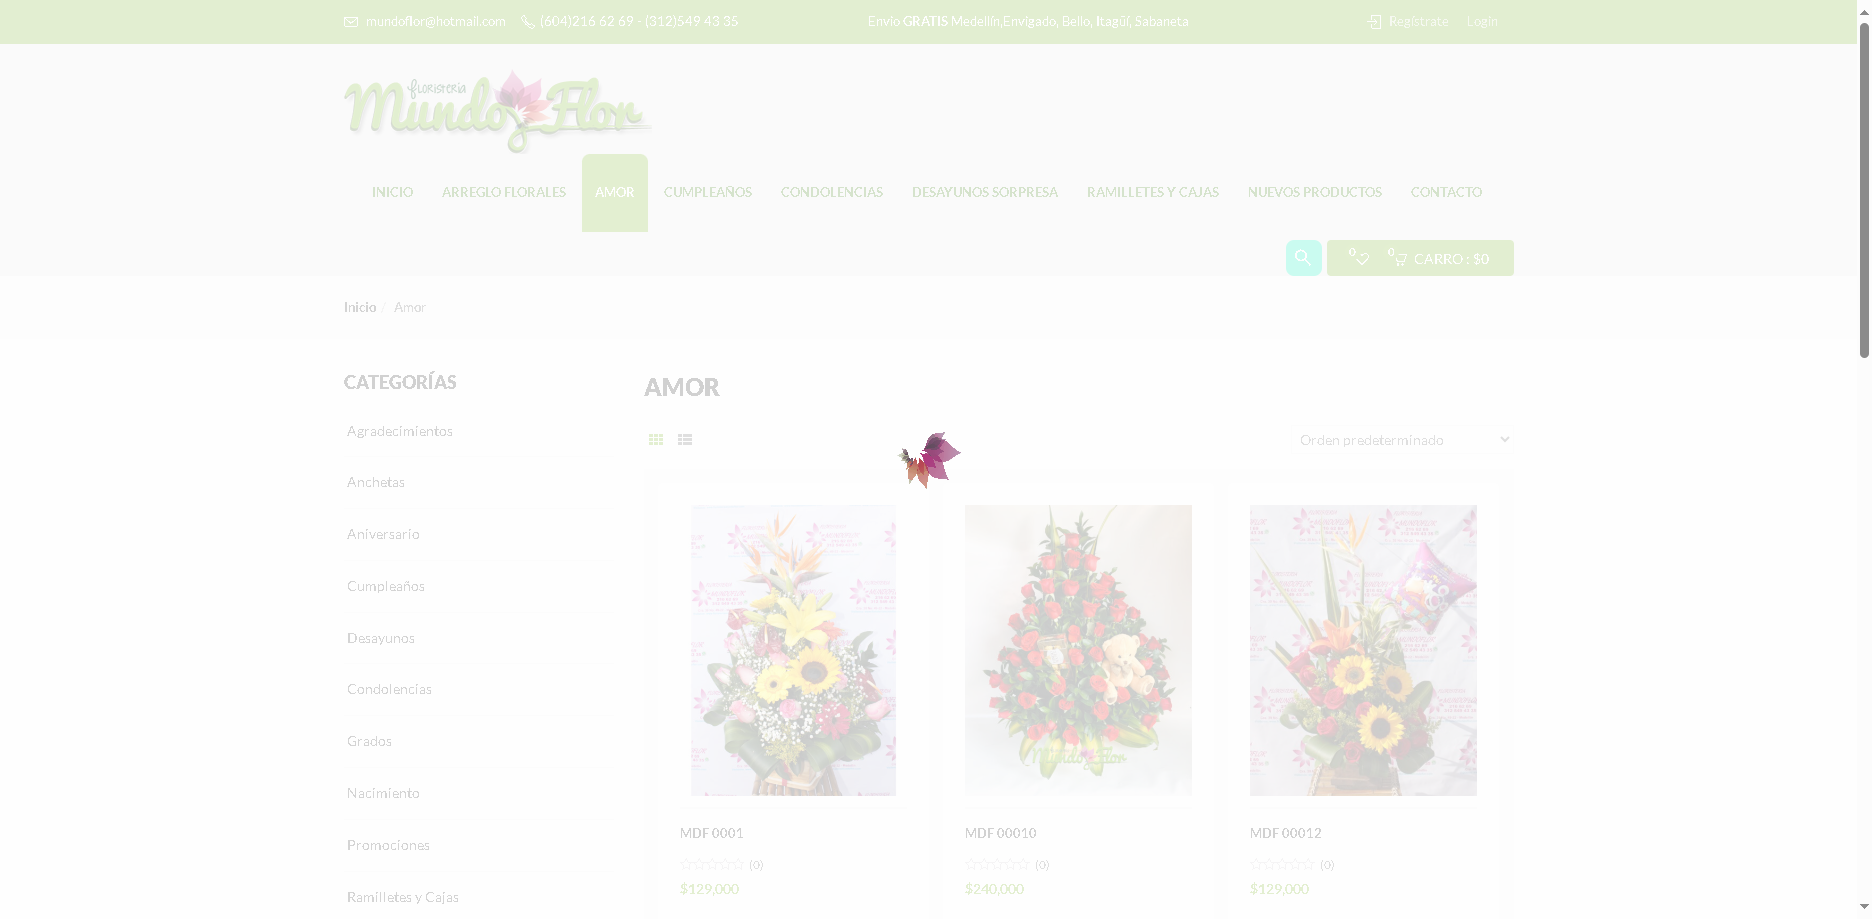 mundoflor@hotmail.com (604)216 62 69 - (312)549 43 35 Envio GRATIS Medellín,Envigado, Bello, Itagüí, Sabaneta Regístrate Login
floristería
Mundo Flor
INICIO ARREGLO FLORALES AMOR CUMPLEAÑOS CONDOLENCIAS DESAYUNOS SORPRESA RAMILLETES Y CAJAS NUEVOS PRODUCTOS CONTACTO
0 0 CARRO : $0
Inicio / Amor
CATEGORÍAS
Agradecimientos
Anchetas
Aniversario
Cumpleaños
Desayunos
Condolencias
Grados
Nacimiento
Promociones
Ramilletes y Cajas
AMOR
Orden predeterminado
Mundo Flor
MDF 0001 MDF 00010 MDF 00012
(0) (0) (0)
$129,000 $240,000 $129,000